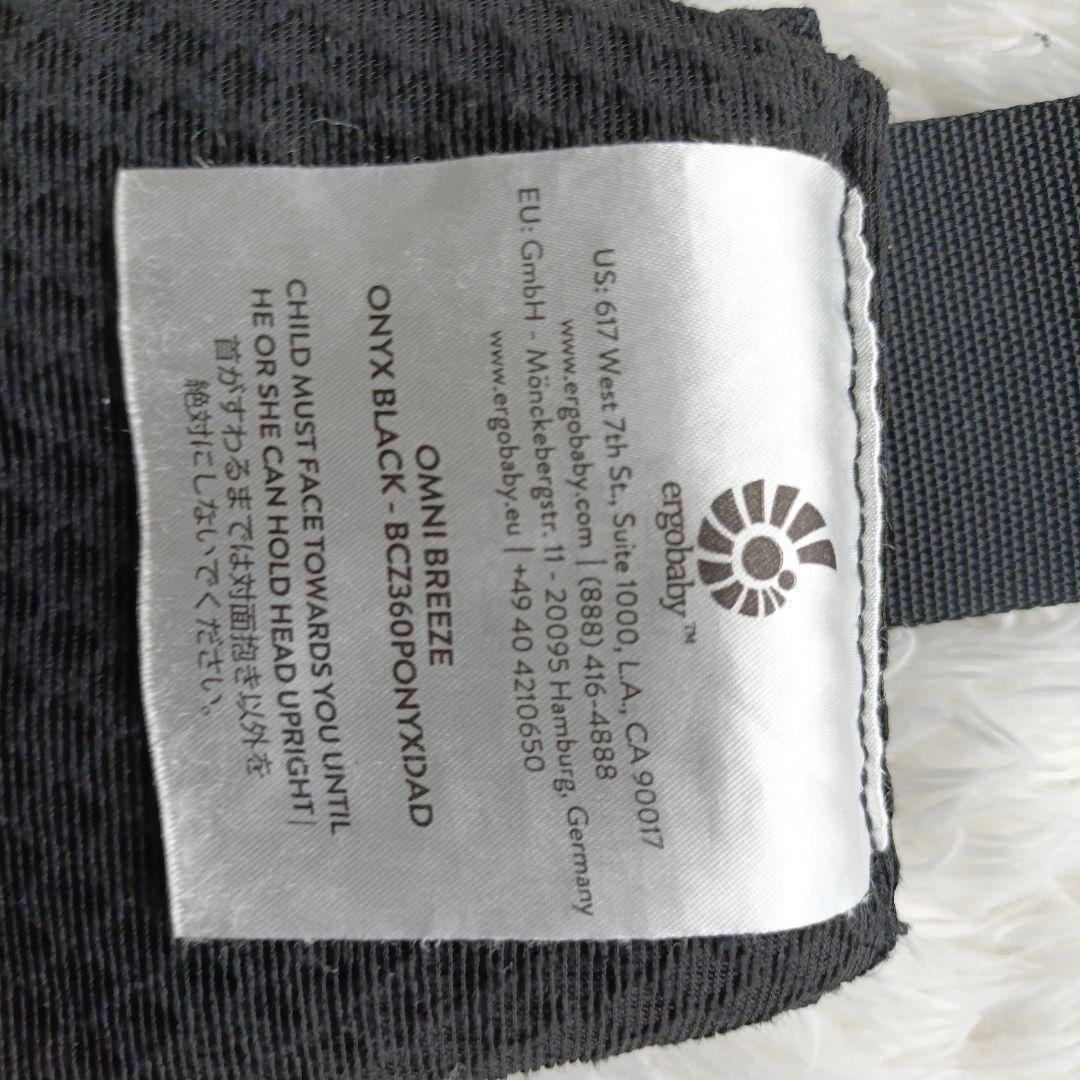 ergobaby™
US: 617 West 7th St., Suite 1000, L.A., CA 90017
www.ergobaby.com | (888) 416-4888
EU: GmbH - Mönckebergstr. 11 - 20095 Hamburg, Germany
www.ergobaby.eu | +49 40 4210650
OMNI BREEZE
ONYX BLACK - BCZ360PONYXDAD
CHILD MUST FACE TOWARDS YOU UNTIL
HE OR SHE CAN HOLD HEAD UPRIGHT /
首がすわるまでは対面抱き以外を
絶対にしないでください。